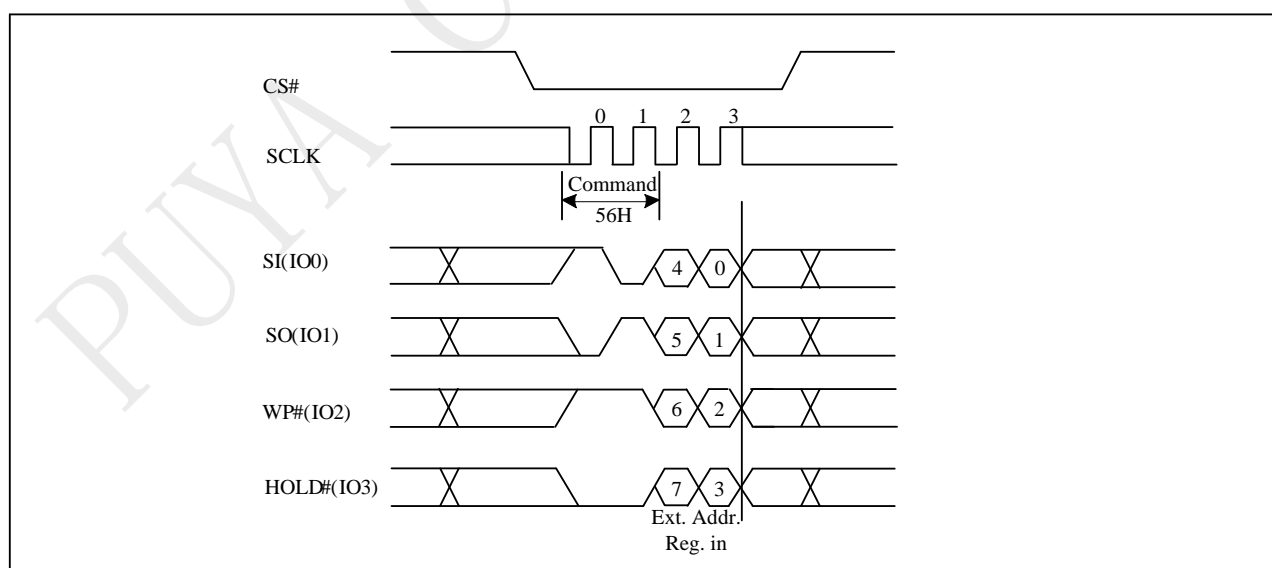 PUYA
CS#
0 1 2 3
SCLK
Command
56H
SI(IO0) 4 0
SO(IO1) 5 1
WP#(IO2) 6 2
HOLD#(IO3) 7 3
Ext. Addr.
Reg. in